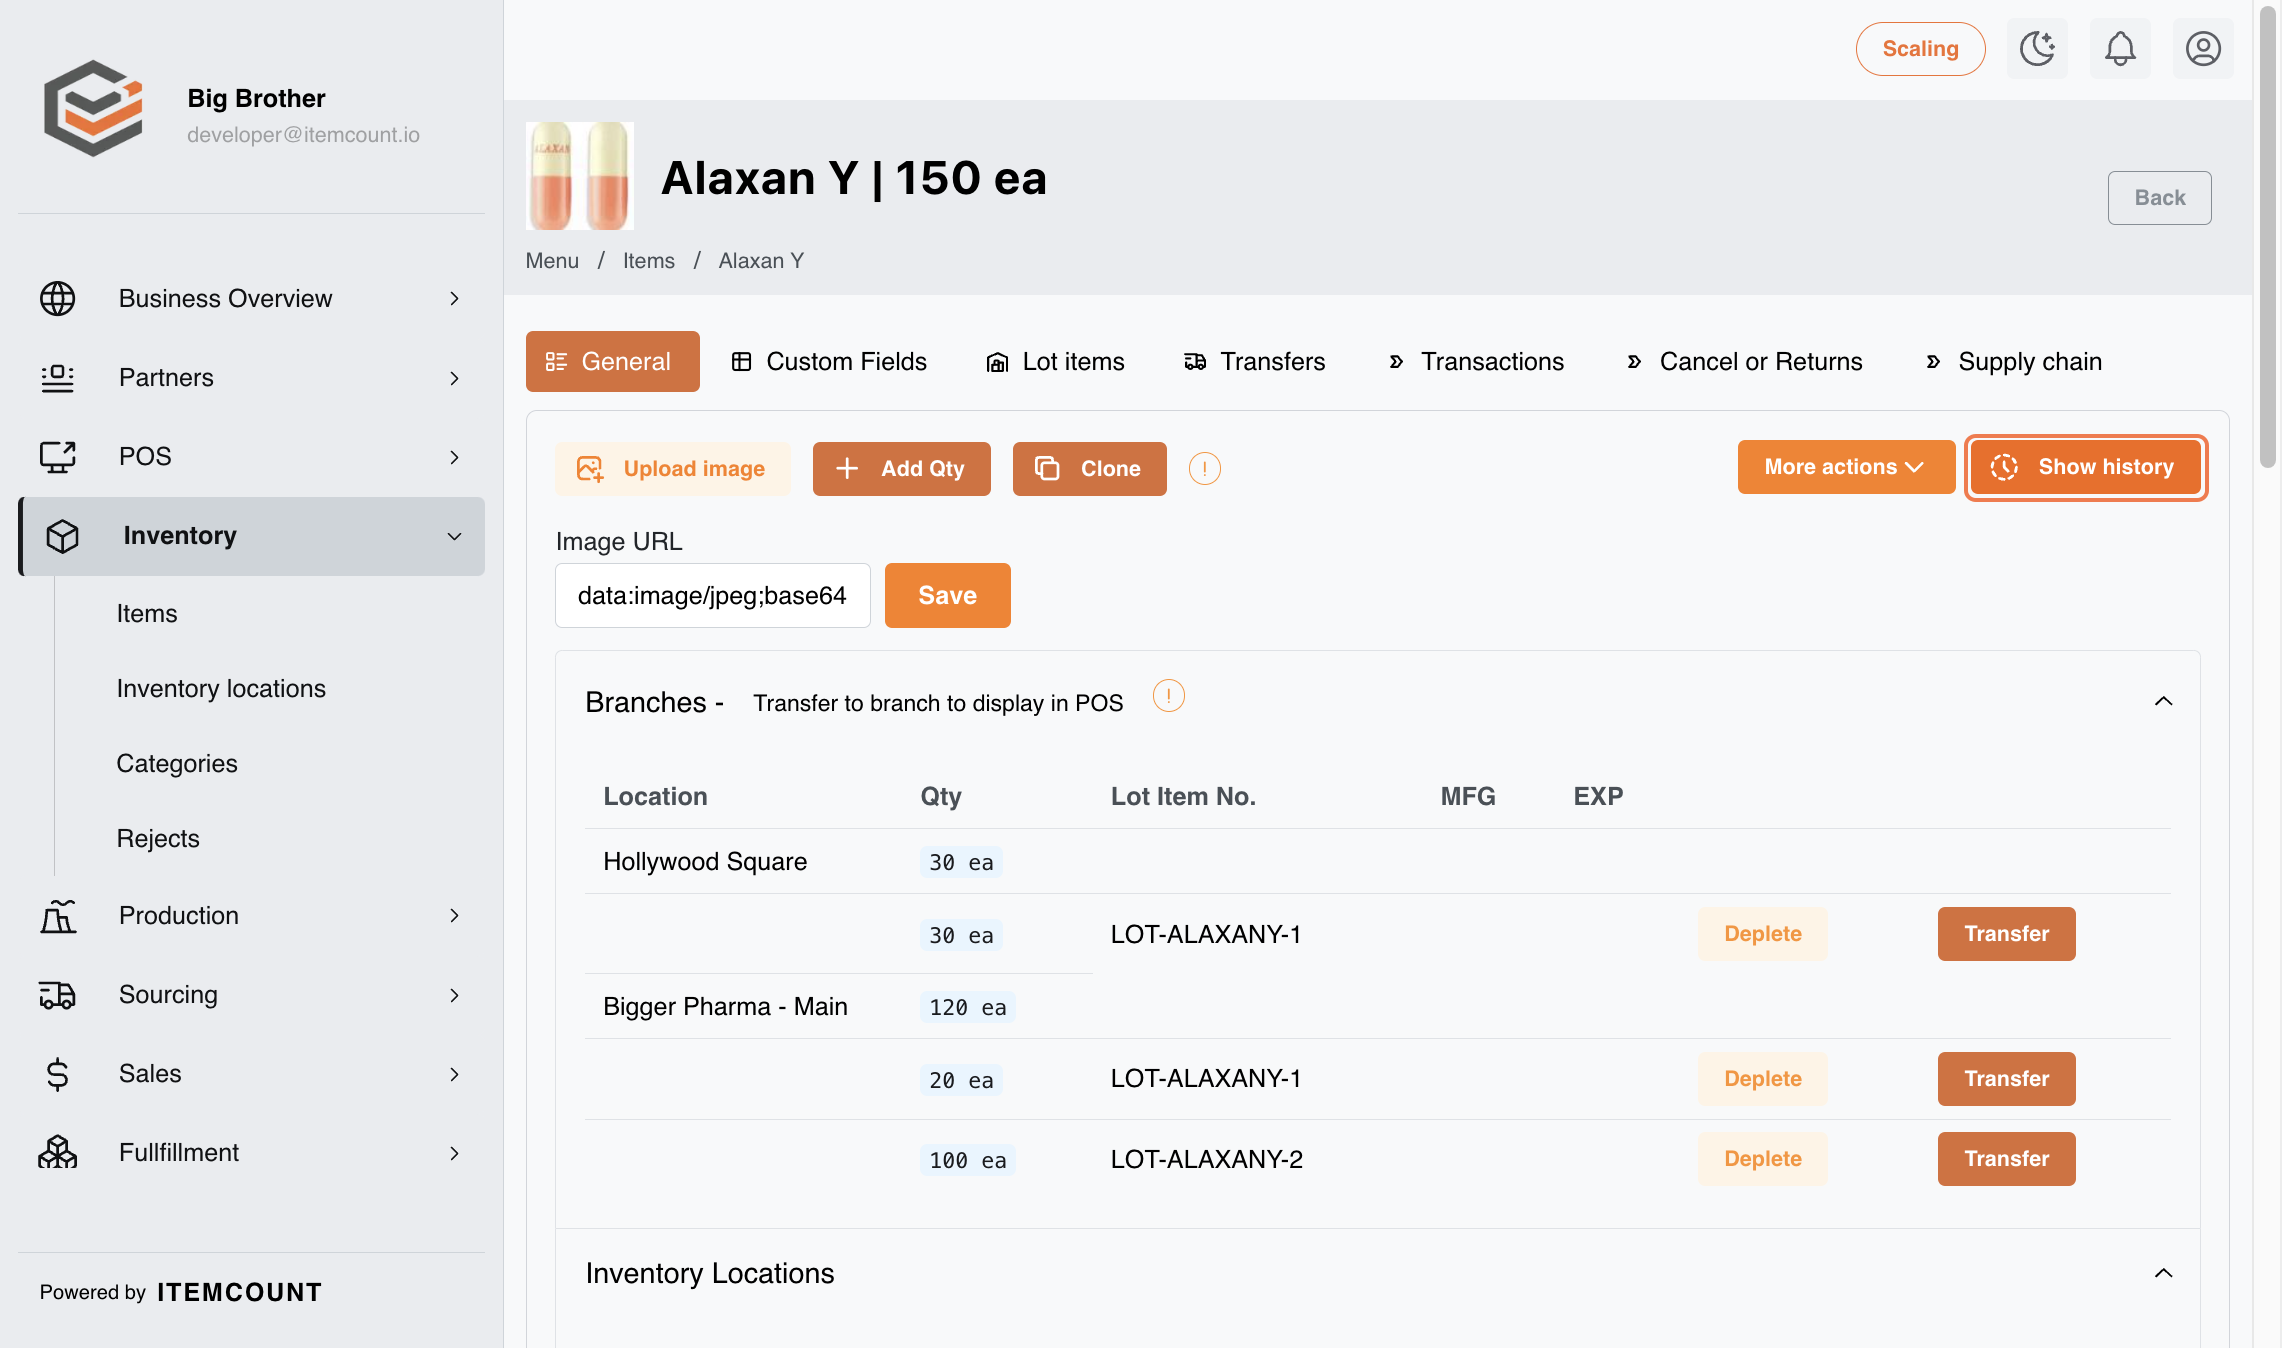 Big Brother
developer@itemcount.io
Business Overview
Partners
POS
Inventory
Items
Inventory locations
Categories
Rejects
Production
Sourcing
Sales
Fullfillment
Powered by ITEMCOUNT
Scaling
ALAXAN
Alaxan Y | 150 ea
Back
Menu / Items / Alaxan Y
General Custom Fields Lot items Transfers Transactions Cancel or Returns Supply chain
Upload image Add Qty Clone ! More actions Show history
Image URL
data:image/jpeg;base64 Save
Branches - Transfer to branch to display in POS !
Location Qty Lot Item No. MFG EXP
Hollywood Square 30 ea
30 ea LOT-ALAXANY-1 Deplete Transfer
Bigger Pharma - Main 120 ea
20 ea LOT-ALAXANY-1 Deplete Transfer
100 ea LOT-ALAXANY-2 Deplete Transfer
Inventory Locations